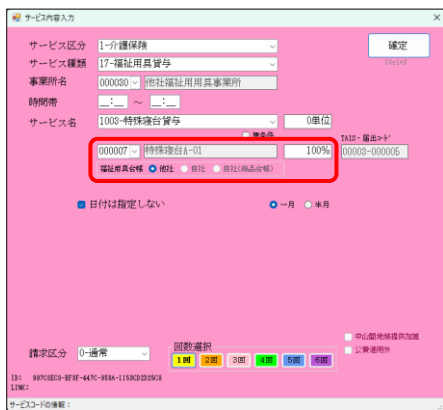 サービス内容入力
サービス区分 1-介護保険 確定
Ctrl+S
サービス種類 17-福祉用具貸与
事業所名 000030 他社福祉用具事業所
時間帯 __:__ ~ __:__
サービス名 1003-特殊寝台貸与 0単位
無条件 TAIS・届出コード
000007 特殊寝台A-01 100% 00003-000005
福祉用具台帳 他社 自社 自社(商品台帳)
日付は指定しない 一月 半月
中山間地域提供加算
請求区分 0-通常 回数選択 公費適用外
1回 2回 3回 4回 5回 6回
ID:
LINK:
サービスコードの情報: